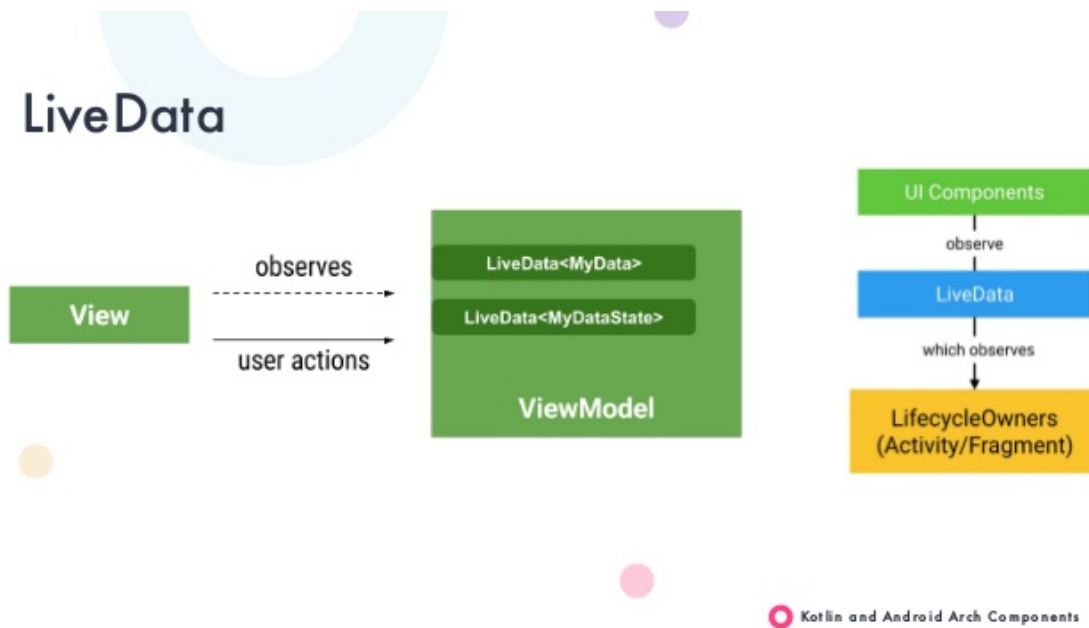 LiveData
View
observes
user actions
LiveData<MyData>
LiveData<MyDataState>
ViewModel
UI Components
observe
LiveData
which observes
LifecycleOwners
(Activity/Fragment)
Kotlin and Android Arch Components